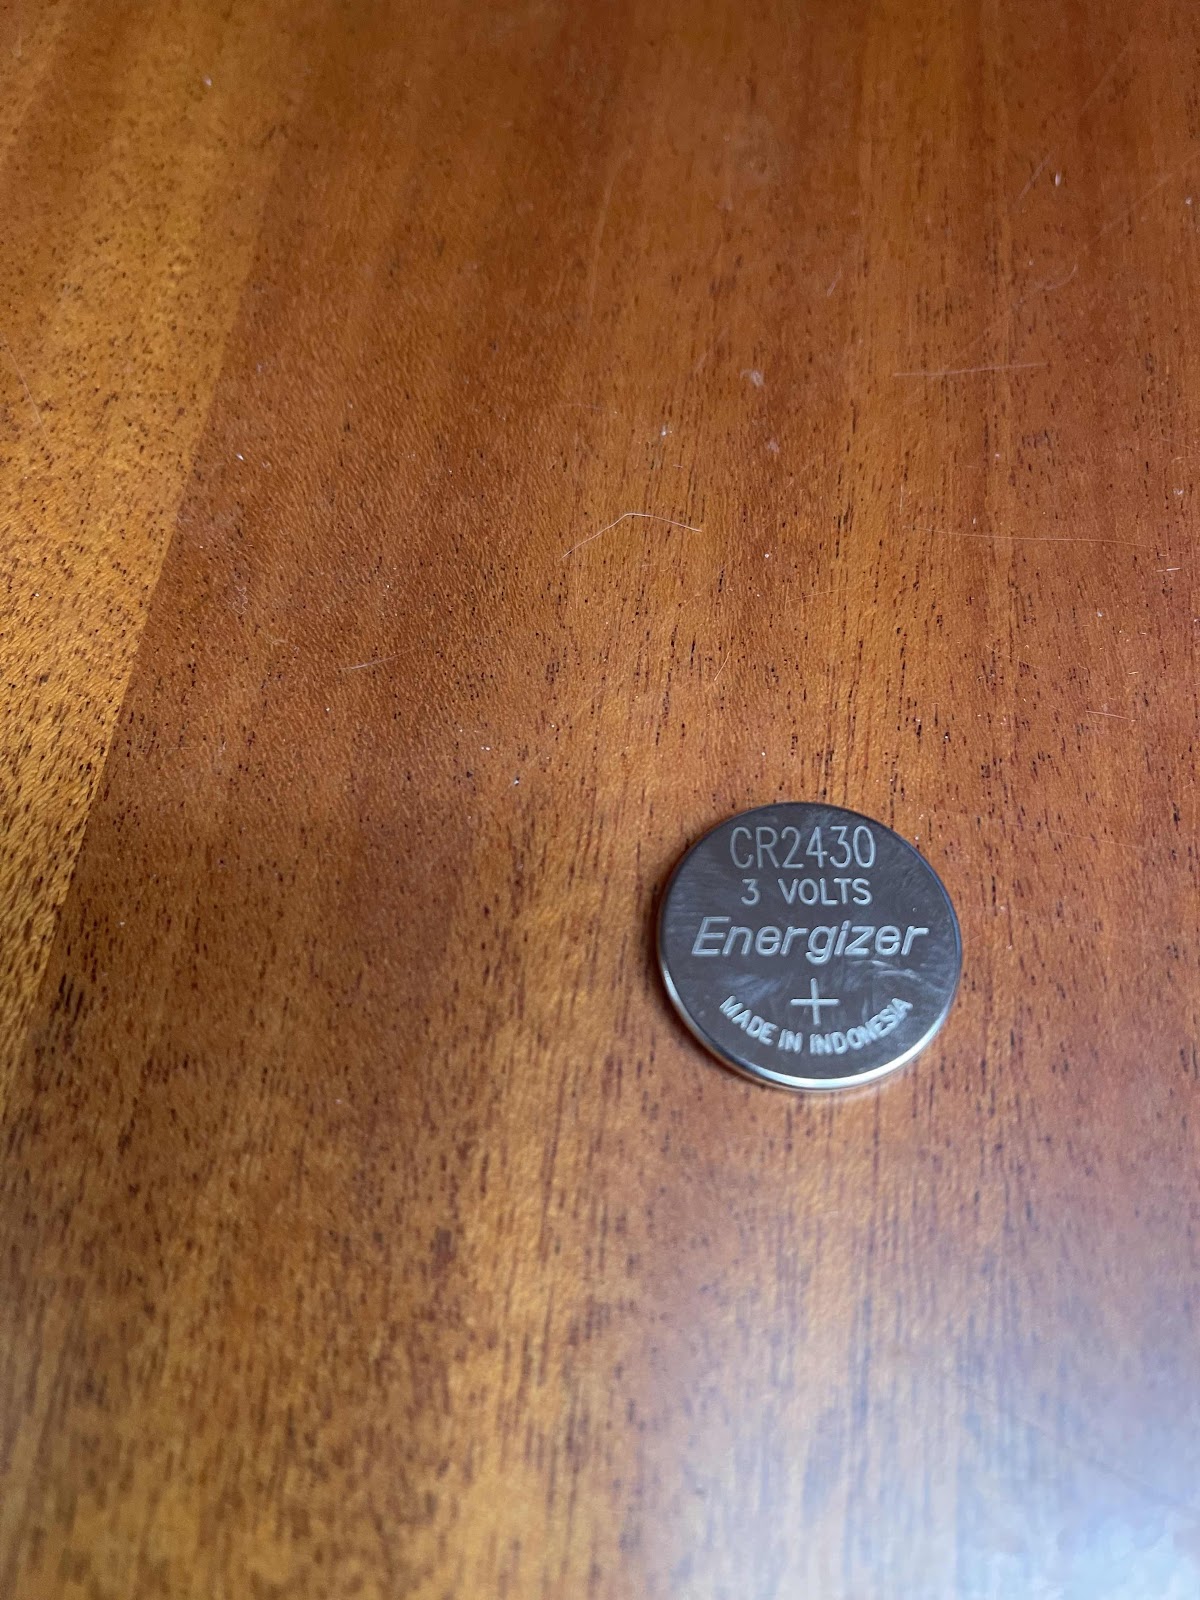 CR2430
3 VOLTS
Energizer
+
MADE IN INDONESIA